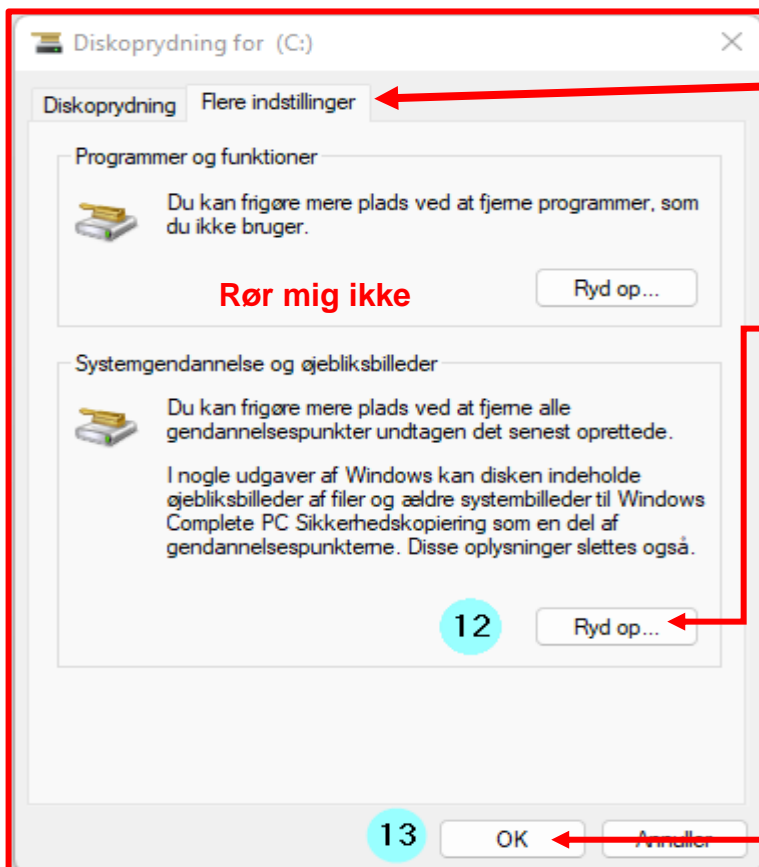 Diskoprydning for (C:)
Diskoprydning
Flere indstillinger
Programmer og funktioner
Du kan frigøre mere plads ved at fjerne programmer, som
du ikke bruger.
Rør mig ikke
Ryd op...
Systemgendannelse og øjebliksbilleder
Du kan frigøre mere plads ved at fjerne alle
gendannelsespunkter undtagen det senest oprettede.
I nogle udgaver af Windows kan disken indeholde
øjebliksbilleder af filer og ældre systembilleder til Windows
Complete PC Sikkerhedskopiering som en del af
gendannelsespunkterne. Disse oplysninger slettes også.
12
Ryd op...
13
OK
Annuller